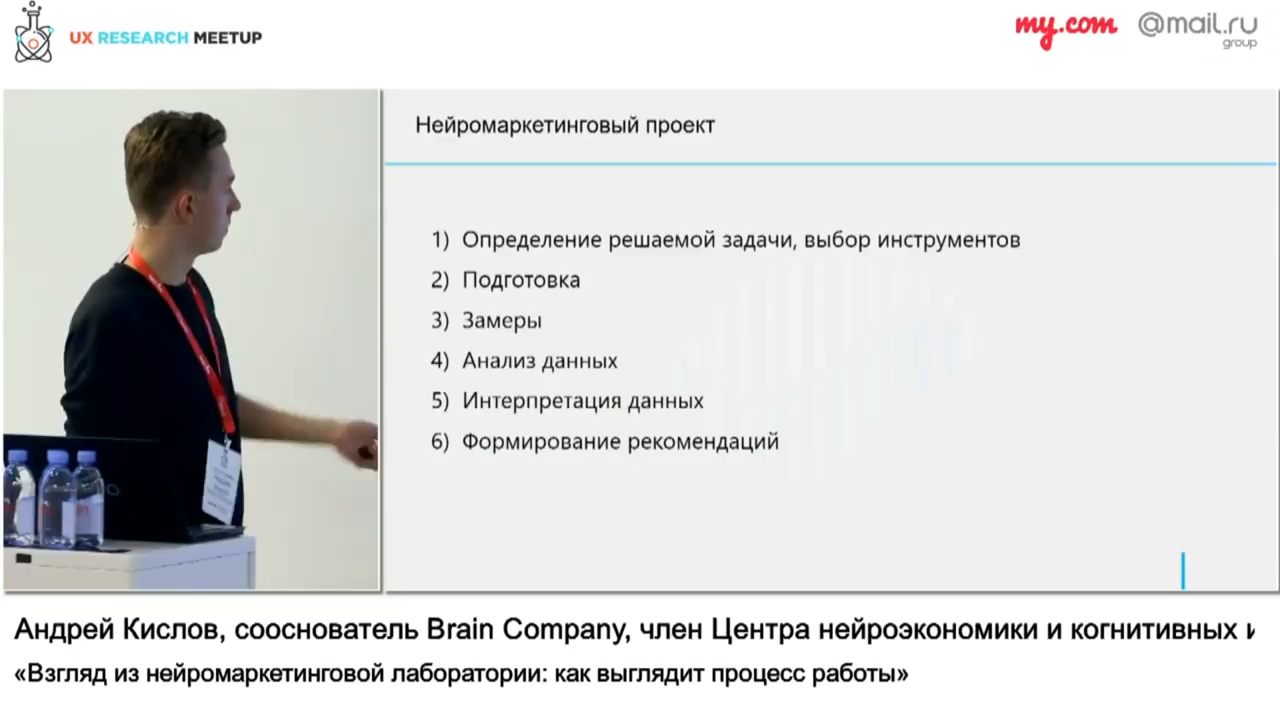 UX RESEARCH MEETUP
my.com @mail.ru group
Нейромаркетинговый проект
1) Определение решаемой задачи, выбор инструментов
2) Подготовка
3) Замеры
4) Анализ данных
5) Интерпретация данных
6) Формирование рекомендаций
Андрей Кислов, сооснователь Brain Company, член Центра нейроэкономики и когнитивных
«Взгляд из нейромаркетинговой лаборатории: как выглядит процесс работы»